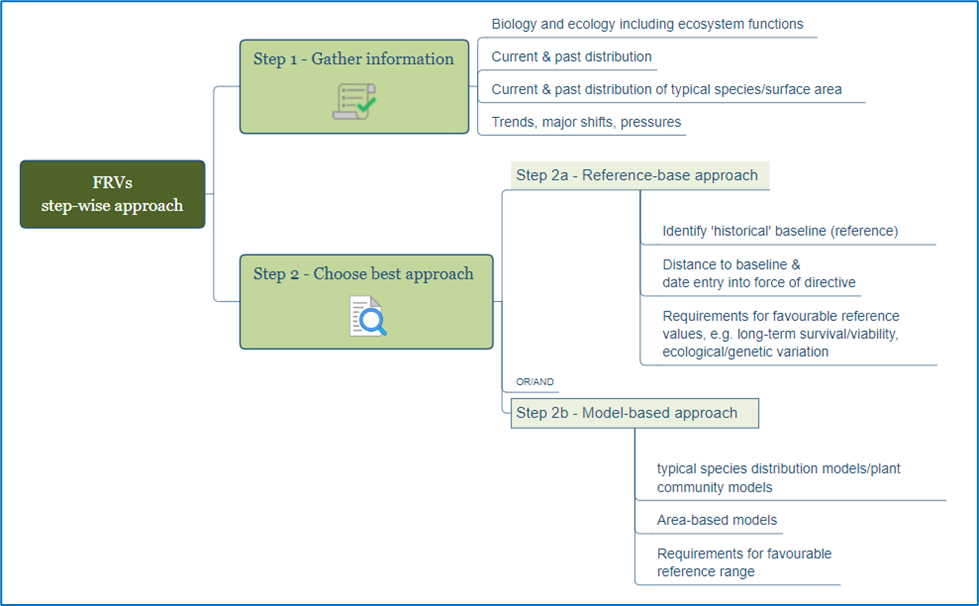 FRVs
step-wise approach
Step 1 - Gather information
Biology and ecology including ecosystem functions
Current & past distribution
Current & past distribution of typical species/surface area
Trends, major shifts, pressures
Step 2 - Choose best approach
Step 2a - Reference-base approach
Identify 'historical' baseline (reference)
Distance to baseline &
date entry into force of directive
Requirements for favourable reference
values, e.g. long-term survival/viability,
ecological/genetic variation
OR/AND
Step 2b - Model-based approach
typical species distribution models/plant
community models
Area-based models
Requirements for favourable
reference range